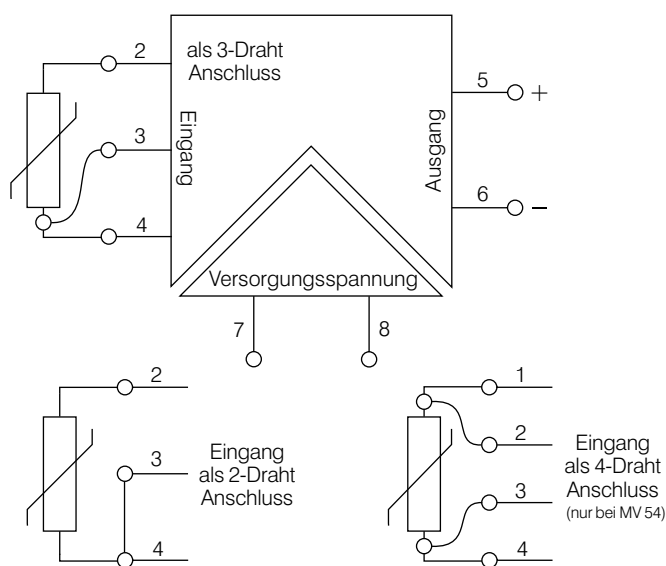 2
als 3-Draht
Anschluss
3
4
Eingang
Ausgang
5
+
6
−
Versorgungsspannung
7
8
2
3
4
Eingang
als 2-Draht
Anschluss
1
2
3
4
Eingang
als 4-Draht
Anschluss
(nur bei MV 54)